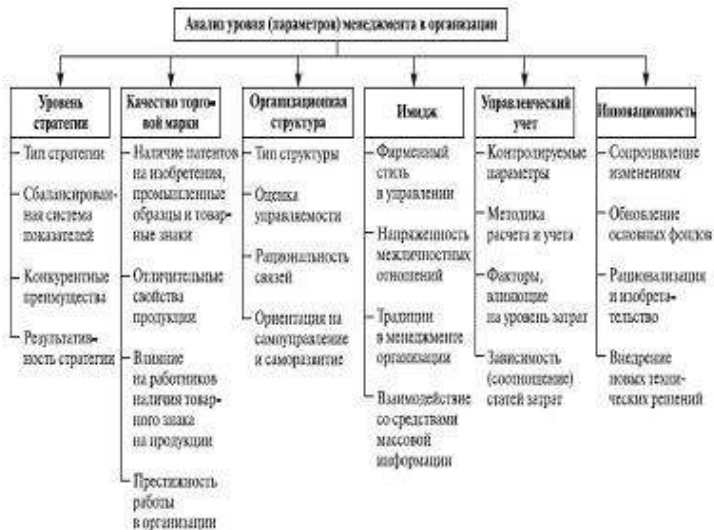 Анализ уровня (параметров) менеджмента в организации
Уровень
стратегии
Тип стратегии
Сбалансирован-
ная система
показателей
Конкурентные
преимущества
Результатив-
ность стратегии
Качество торго-
вой марки
Наличие патентов
на изобретения,
промышленные
образцы и товар-
ные знаки
Отличительные
свойства
продукции
Влияние
на работников
наличия товар-
ного знака
на продукции
Престижность
работы
в организации
Организационная
структура
Тип структуры
Оценка
управляемости
Рациональность
связей
Ориентация на
самоуправление
и саморазвитие
Имидж
Фирменный
стиль
в управлении
Напряженность
межличностных
отношений
Традиции
в менеджменте
организации
Взаимодействие
со средствами
массовой
информации
Управленческий
учет
Контролируемые
параметры
Методика
расчета и учета
Факторы,
влияющие
на уровень затрат
Зависимость
(соотношение)
статей затрат
Инновационность
Сопротивление
изменениям
Обновление
основных фондов
Рационализация
и изобрета-
тельство
Внедрение
новых техни-
ческих решений